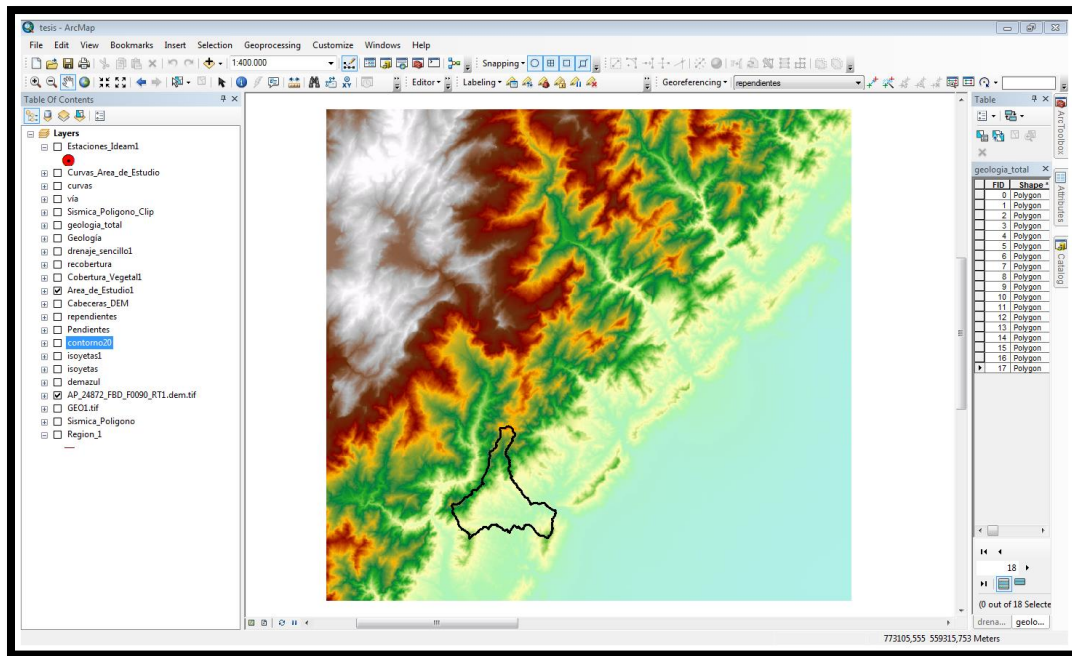 tesis - ArcMap
File Edit View Bookmarks Insert Selection Geoprocessing Customize Windows Help
1:400.000
Snapping
Editor
Labeling
Georeferencing
rependientes
Table Of Contents
Layers
Estaciones_Ideam1
Curvas_Area_de_Estudio
curvas
vía
Sismica_Poligono_Clip
geologia_total
Geología
drenaje_sencillo1
recobertura
Cobertura_Vegetal1
Area_de_Estudio1
Cabeceras_DEM
rependientes
Pendientes
contorno20
isoyetas1
isoyetas
demazul
AP_24872_FBD_F0090_RT1.dem.tif
GEO1.tif
Sismica_Poligono
Region_1
Table
geologia_total
FID Shape *
0 Polygon
1 Polygon
2 Polygon
3 Polygon
4 Polygon
5 Polygon
6 Polygon
7 Polygon
8 Polygon
9 Polygon
10 Polygon
11 Polygon
12 Polygon
13 Polygon
14 Polygon
15 Polygon
16 Polygon
17 Polygon
18
(0 out of 18 Selecte
drena... geolo...
ArcToolbox
Attributes
Catalog
773105,555 559315,753 Meters